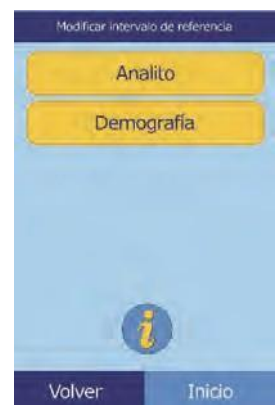 Modificar intervalo de referencia
Analito
Demografía
i
Volver Inicio